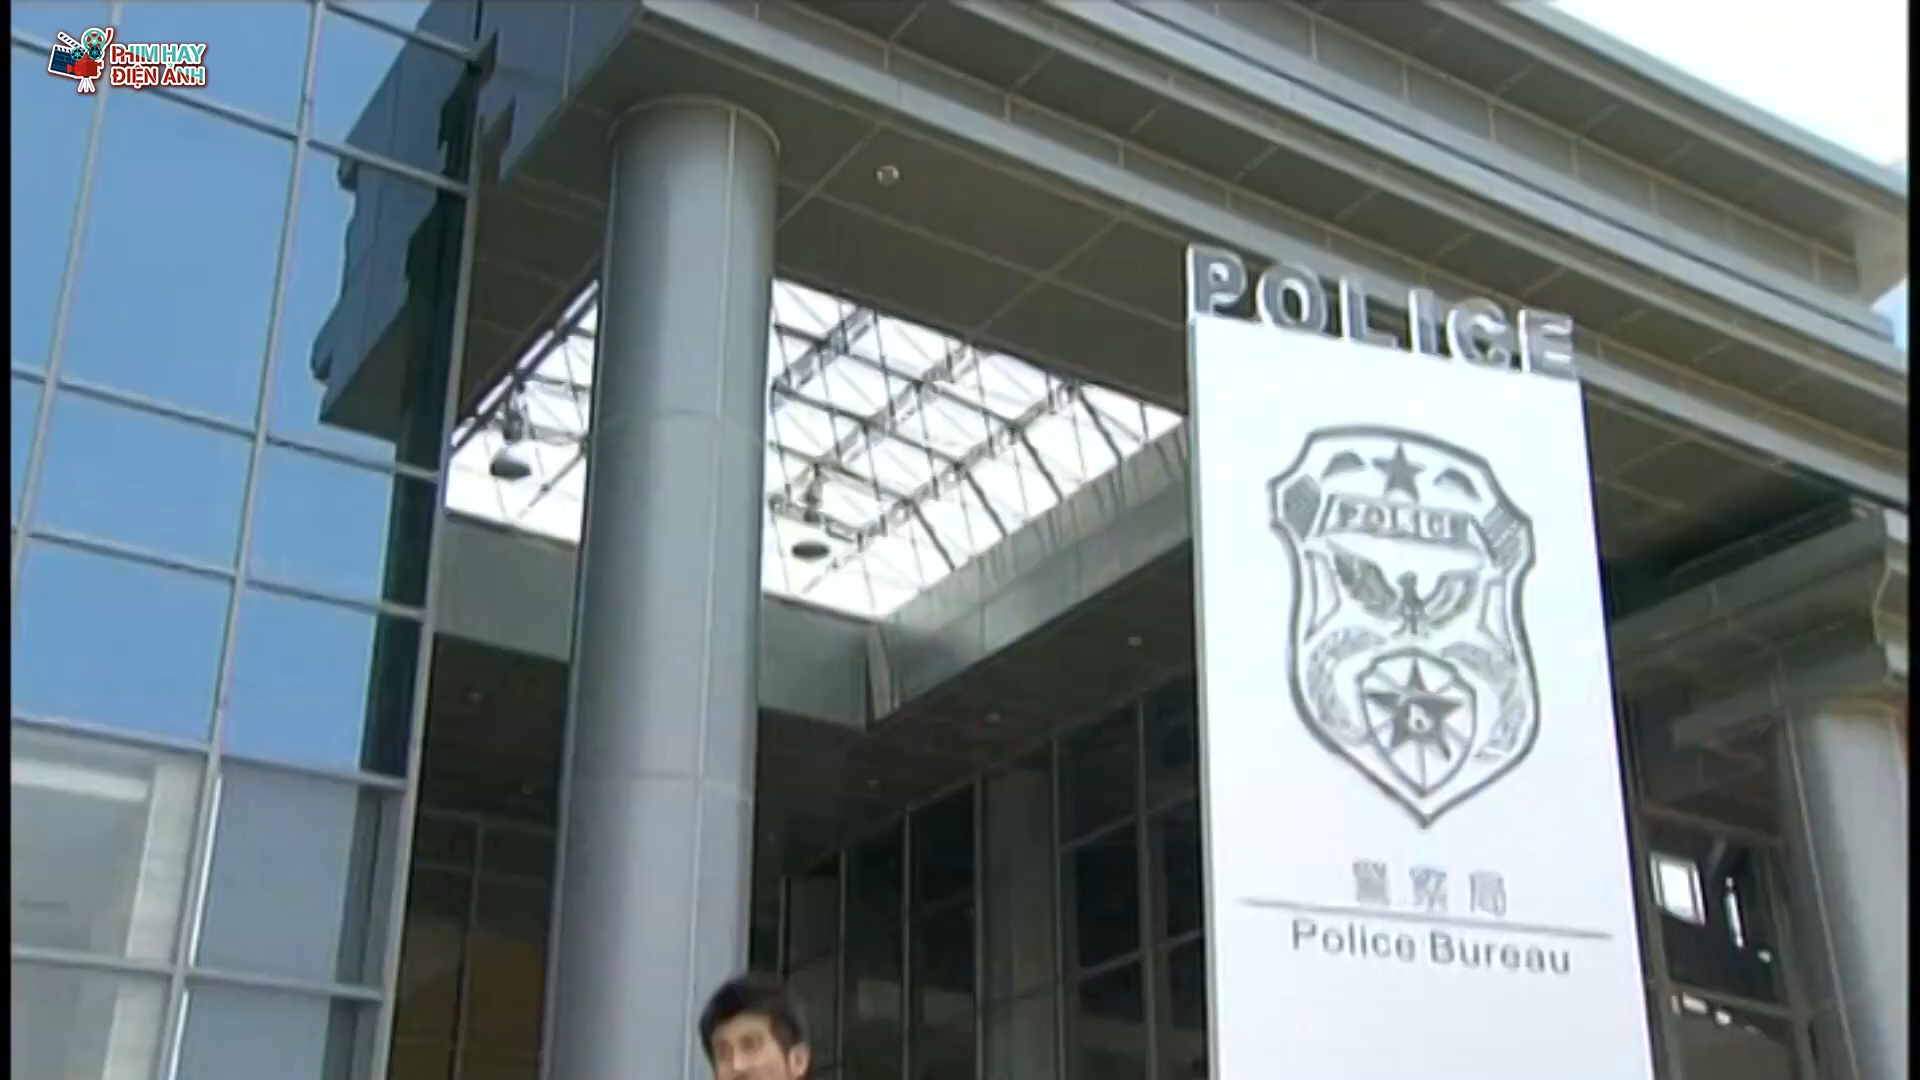 PHIM HAY
ĐIỆN ẢNH
POLICE
POLICE
警察局
Police Bureau